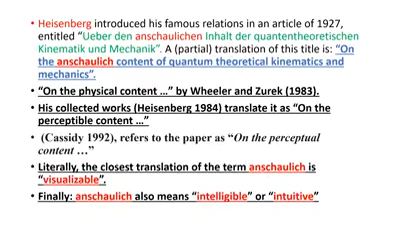 • Heisenberg introduced his famous relations in an article of 1927,
entitled “Ueber den anschaulichen Inhalt der quantentheoretischen
Kinematik und Mechanik”. A (partial) translation of this title is: “On
the anschaulich content of quantum theoretical kinematics and
mechanics”.
• “On the physical content …” by Wheeler and Zurek (1983).
• His collected works (Heisenberg 1984) translate it as “On the
perceptible content …”
• (Cassidy 1992), refers to the paper as “On the perceptual
content …”
• Literally, the closest translation of the term anschaulich is
“visualizable”.
• Finally: anschaulich also means “intelligible” or “intuitive”